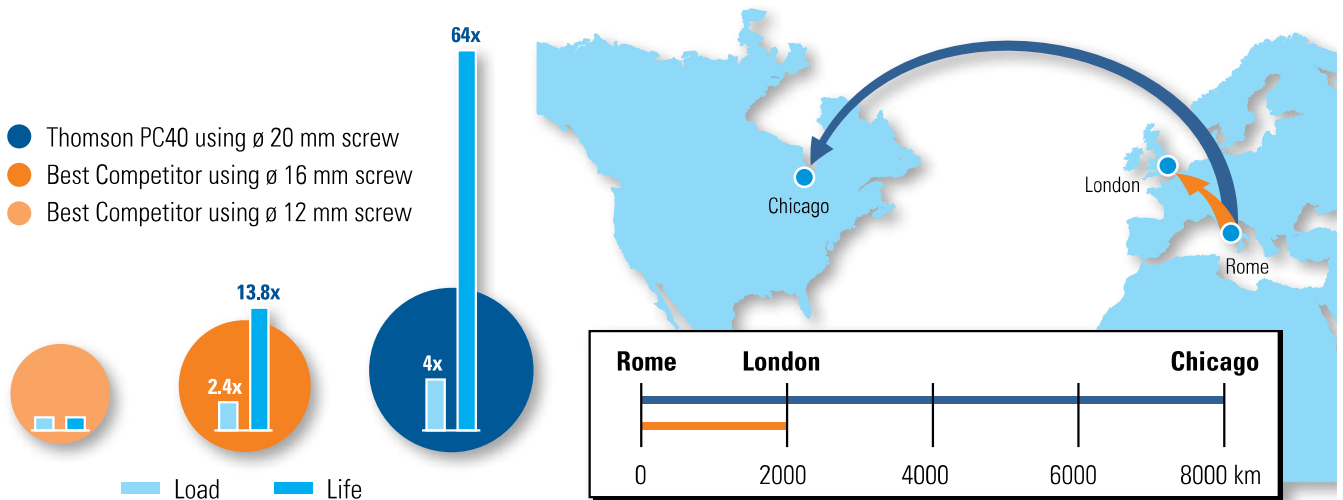 64x
Thomson PC40 using ø 20 mm screw
Best Competitor using ø 16 mm screw
Best Competitor using ø 12 mm screw
13.8x
2.4x
4x
Load
Life
Chicago
London
Rome
Rome London Chicago
0 2000 4000 6000 8000 km